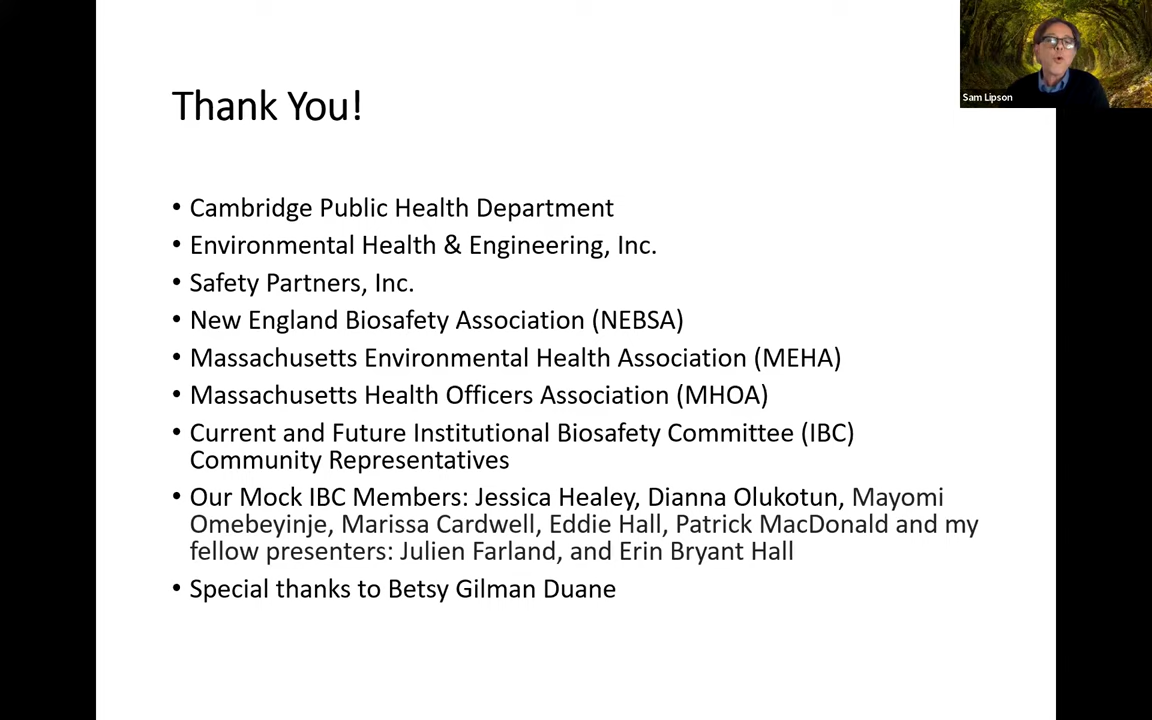 Thank You!
Sam Lipson
• Cambridge Public Health Department
• Environmental Health & Engineering, Inc.
• Safety Partners, Inc.
• New England Biosafety Association (NEBSA)
• Massachusetts Environmental Health Association (MEHA)
• Massachusetts Health Officers Association (MHOA)
• Current and Future Institutional Biosafety Committee (IBC)
Community Representatives
• Our Mock IBC Members: Jessica Healey, Dianna Olukotun, Mayomi
Omebeyinje, Marissa Cardwell, Eddie Hall, Patrick MacDonald and my
fellow presenters: Julien Farland, and Erin Bryant Hall
• Special thanks to Betsy Gilman Duane